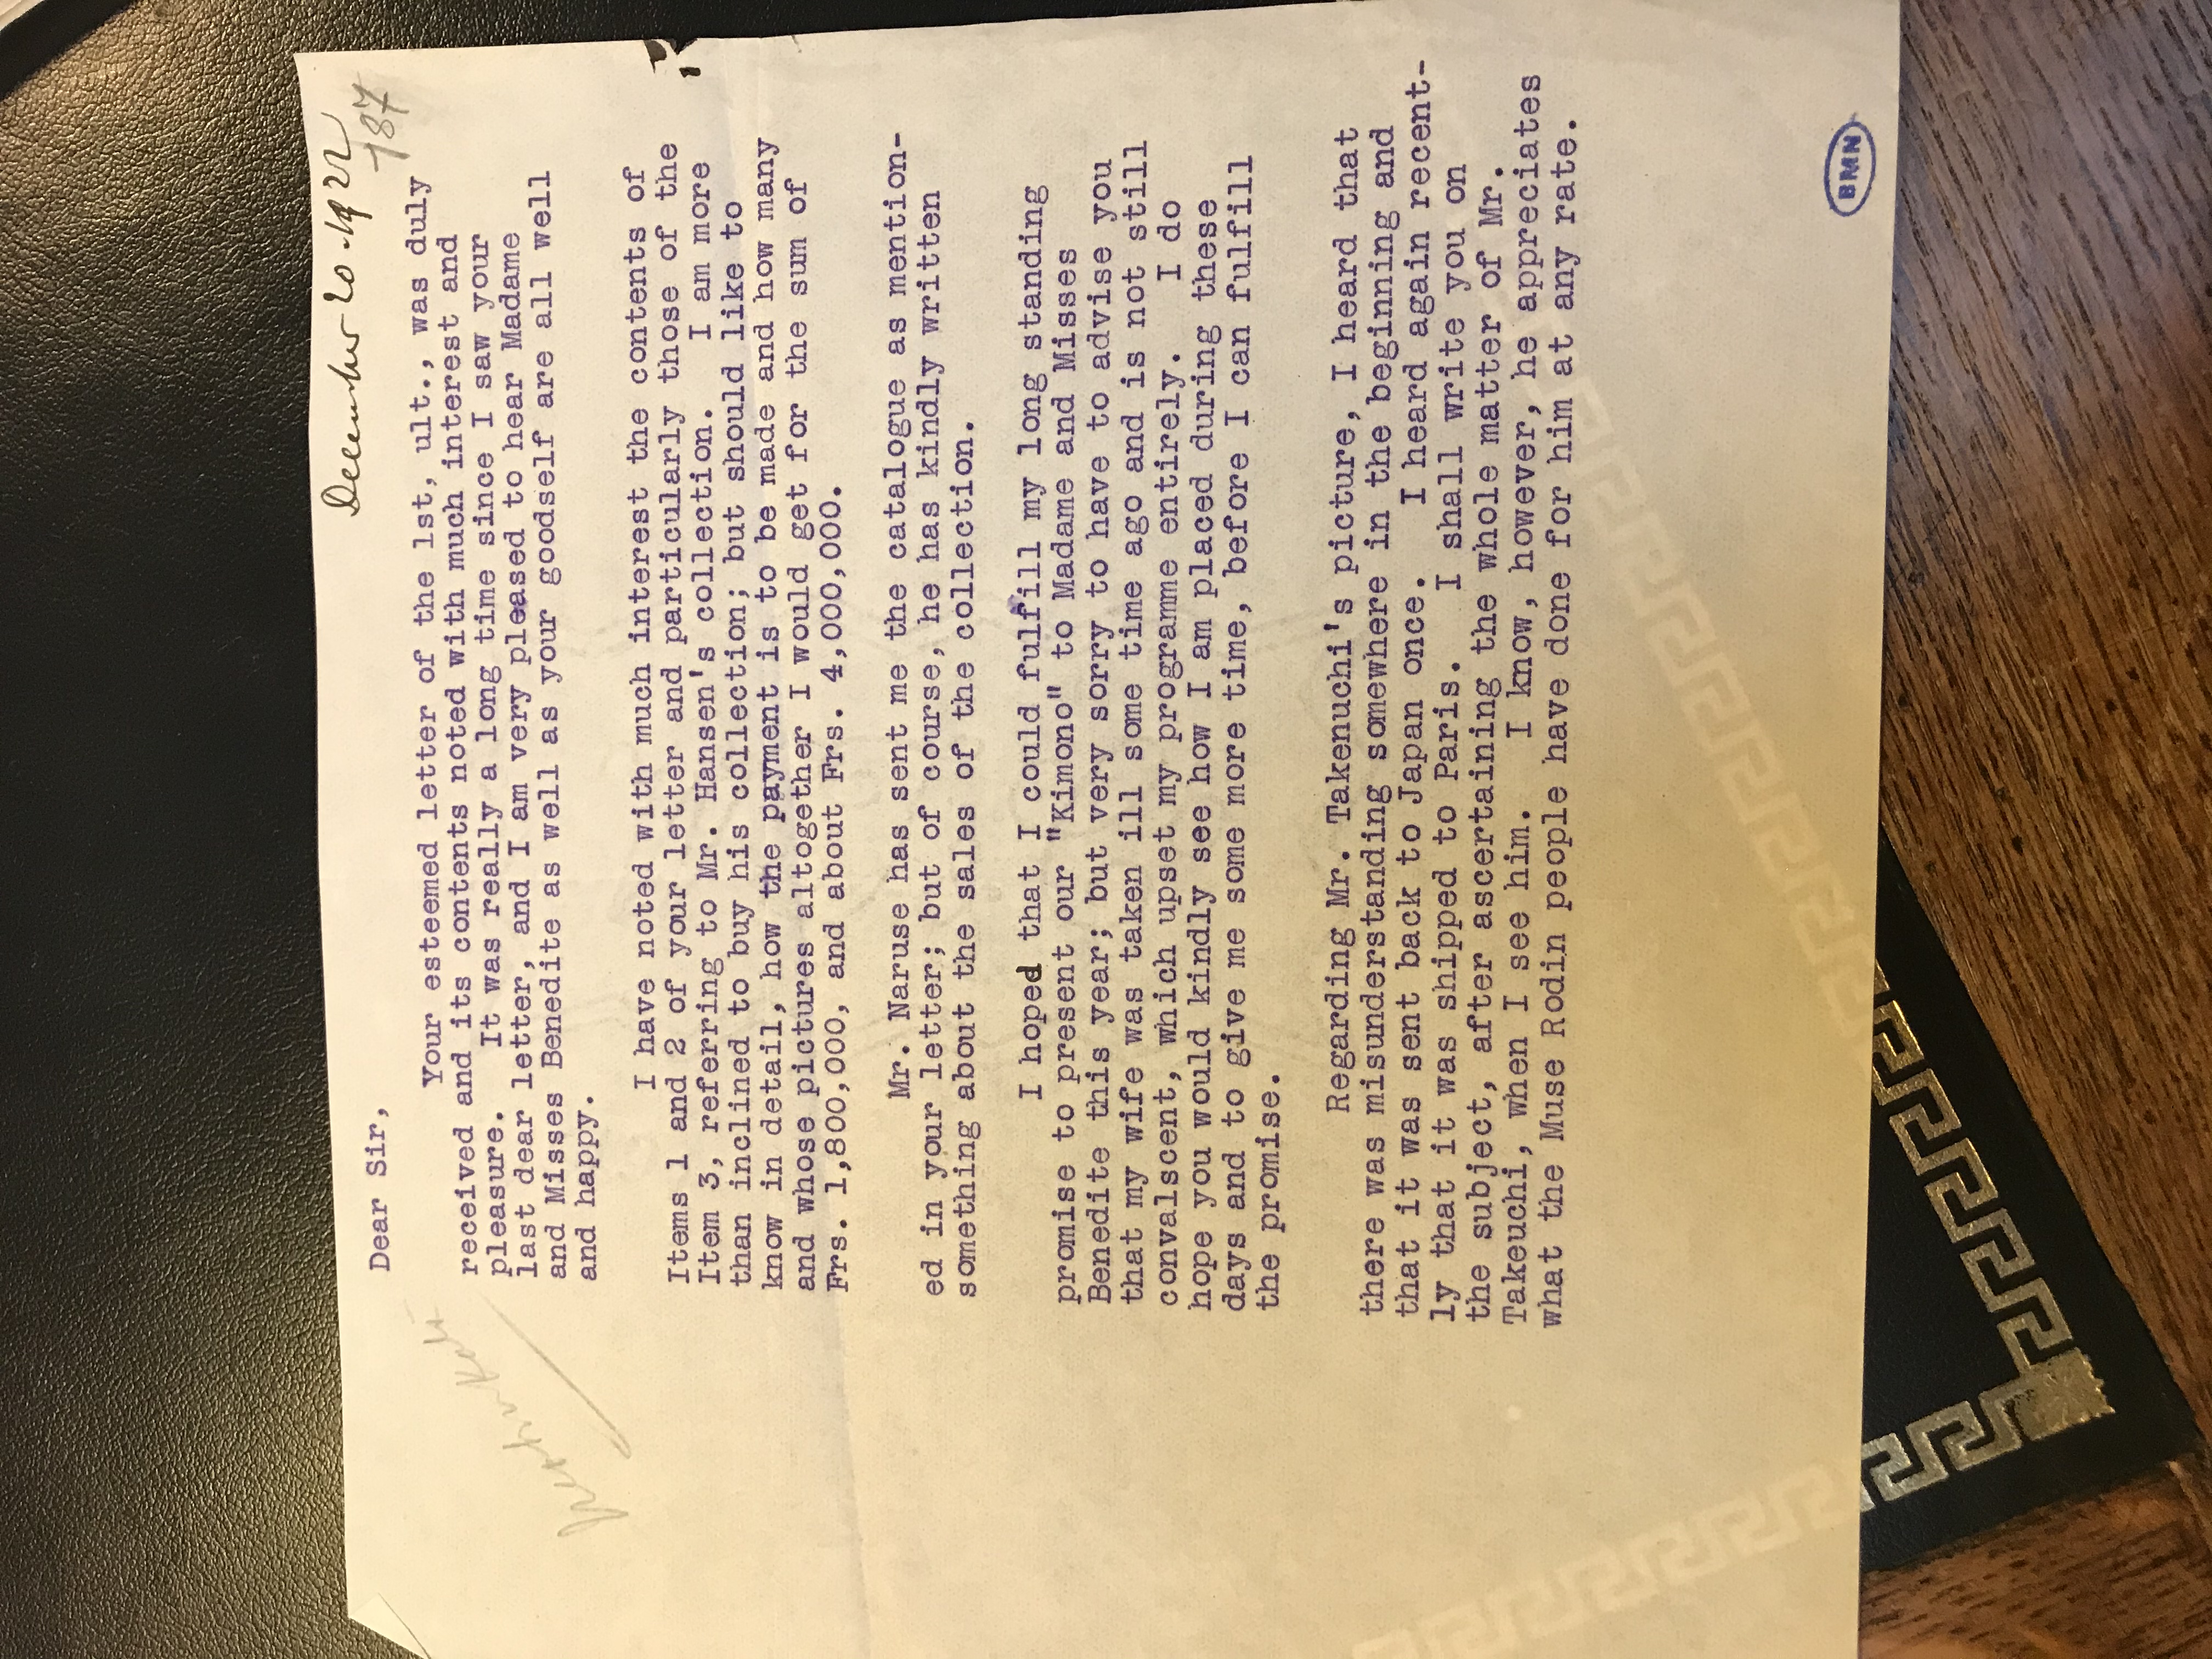 December 20-1922
187
Dear Sir,
Your esteemed letter of the 1st, ult., was duly
received and its contents noted with much interest and
pleasure. It was really a long time since I saw your
last dear letter, and I am very pleased to hear Madame
and Misses Benedite as well as your goodself are all well
and happy.
I have noted with much interest the contents of
Items 1 and 2 of your letter and particularly those of the
Item 3, referring to Mr. Hansen's collection. I am more
than inclined to buy his collection; but should like to
know in detail, how the payment is to be made and how many
and whose pictures altogether I would get for the sum of
Frs. 1,800,000, and about Frs. 4,000,000.
Mr. Naruse has sent me the catalogue as mention-
ed in your letter; but of course, he has kindly written
something about the sales of the collection.
I hoped that I could fulfill my long standing
promise to present our "Kimono" to Madame and Misses
Benedite this year; but very sorry to have to advise you
that my wife was taken ill some time ago and is not still
convalscent, which upset my programme entirely. I do
hope you would kindly see how I am placed during these
days and to give me some more time, before I can fulfill
the promise.
Regarding Mr. Takenuchi's picture, I heard that
there was misunderstanding somewhere in the beginning and
that it was sent back to Japan once. I heard again recent-
ly that it was shipped to Paris. I shall write you on
the subject, after ascertaining the whole matter of Mr.
Takeuchi, when I see him. I know, however, he appreciates
what the Muse Rodin people have done for him at any rate.
BMN